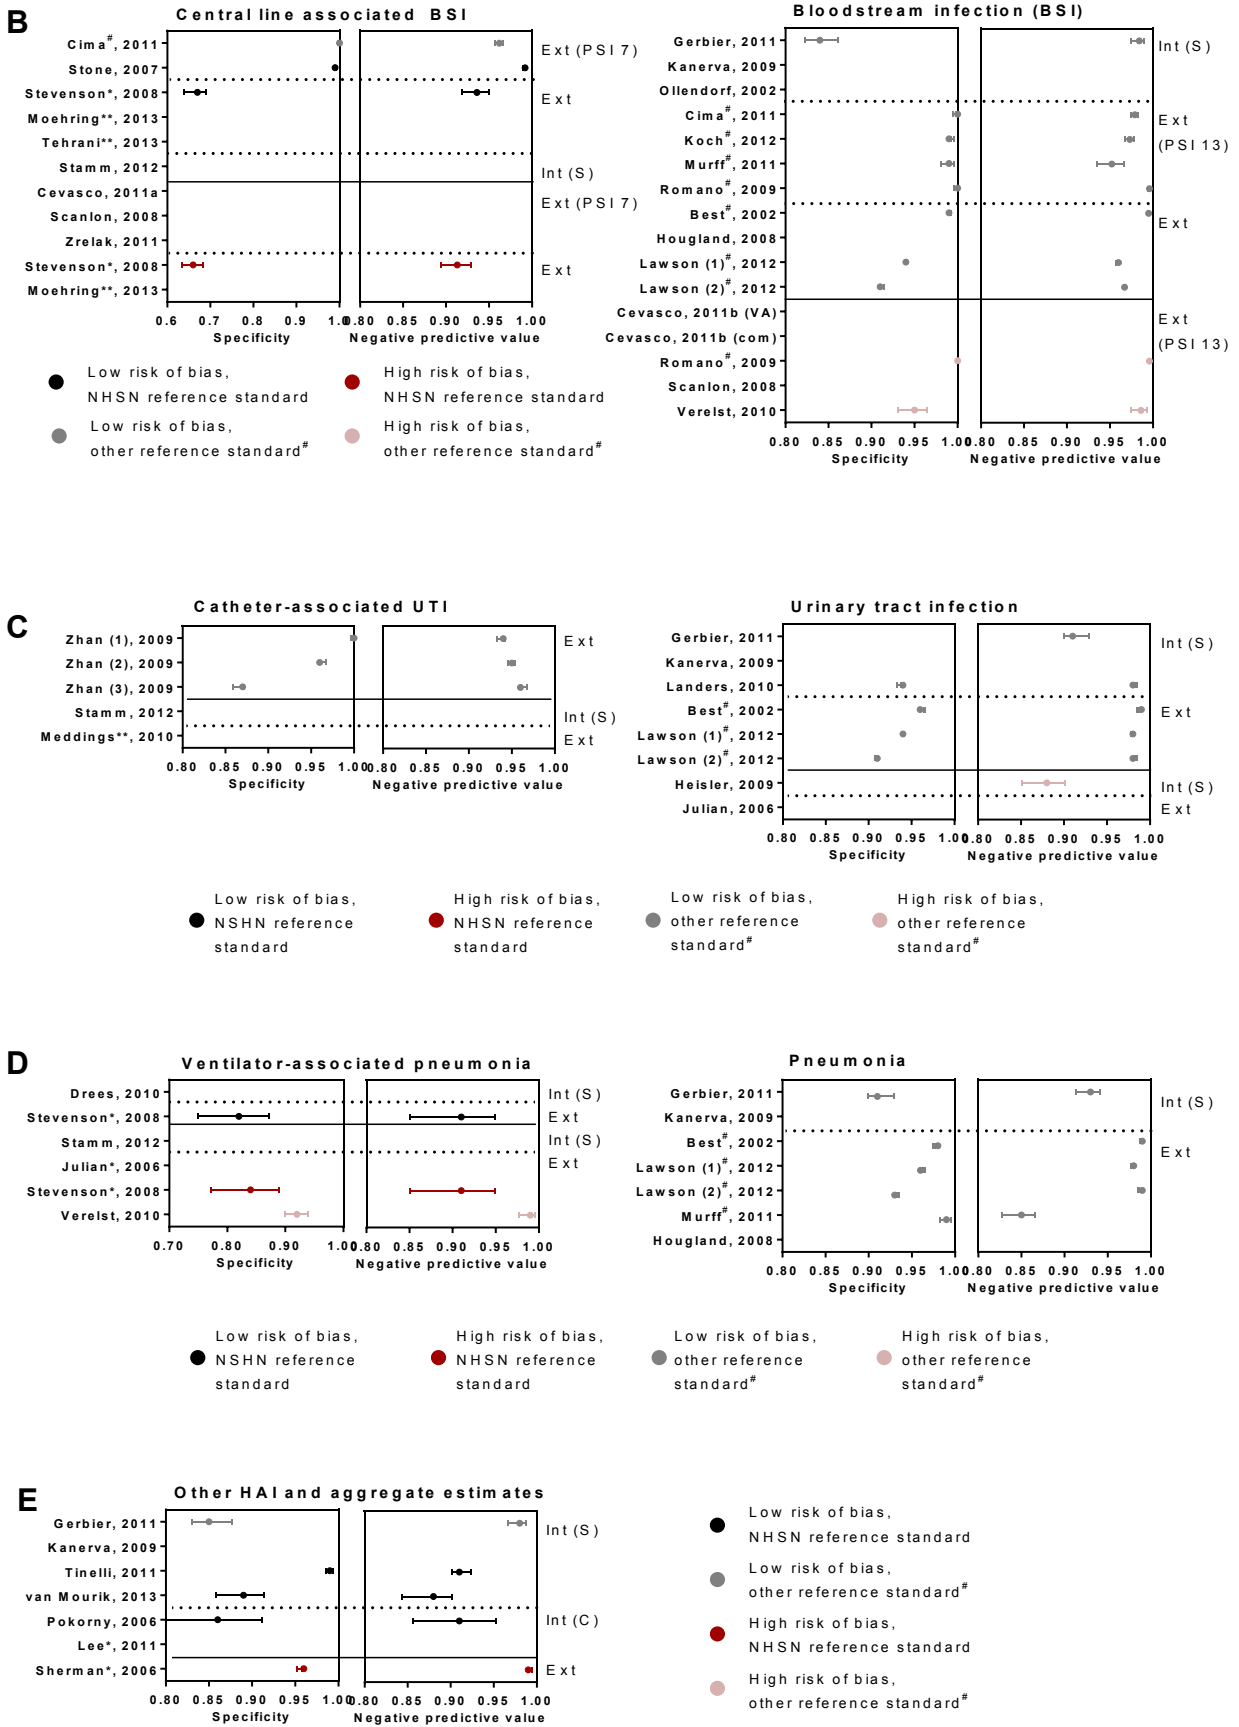 B
Central line associated BSI
Cima#, 2011
Stone, 2007
Stevenson*, 2008
Moehring**, 2013
Tehrani**, 2013
Stamm, 2012
Cevasco, 2011a
Scanlon, 2008
Zrelak, 2011
Stevenson*, 2008
Moehring**, 2013
Ext (PSI 7)
Ext
Int (S)
Ext (PSI 7)
Ext
0.6 0.7 0.8 0.9 1.0
Specificity
0.80 0.85 0.90 0.95 1.00
Negative predictive value
Low risk of bias,
NHSN reference standard
High risk of bias,
NHSN reference standard
Low risk of bias,
other reference standard#
High risk of bias,
other reference standard#
Bloodstream infection (BSI)
Gerbier, 2011
Kanerva, 2009
Ollendorf, 2002
Cima#, 2011
Koch#, 2012
Murff#, 2011
Romano#, 2009
Best#, 2002
Hougland, 2008
Lawson (1)#, 2012
Lawson (2)#, 2012
Cevasco, 2011b (VA)
Cevasco, 2011b (com)
Romano#, 2009
Scanlon, 2008
Verelst, 2010
Int (S)
Ext
(PSI 13)
Ext
Ext
(PSI 13)
0.80 0.85 0.90 0.95 1.00
Specificity
0.80 0.85 0.90 0.95 1.00
Negative predictive value
C
Catheter-associated UTI
Zhan (1), 2009
Zhan (2), 2009
Zhan (3), 2009
Stamm, 2012
Meddings**, 2010
Ext
Int (S)
Ext
0.80 0.85 0.90 0.95 1.00
Specificity
0.80 0.85 0.90 0.95 1.00
Negative predictive value
Urinary tract infection
Gerbier, 2011
Kanerva, 2009
Landers, 2010
Best#, 2002
Lawson (1)#, 2012
Lawson (2)#, 2012
Heisler, 2009
Julian, 2006
Int (S)
Ext
Int (S)
Ext
0.80 0.85 0.90 0.95 1.00
Specificity
0.80 0.85 0.90 0.95 1.00
Negative predictive value
Low risk of bias,
NSHN reference
standard
High risk of bias,
NHSN reference
standard
Low risk of bias,
other reference
standard#
High risk of bias,
other reference
standard#
D
Ventilator-associated pneumonia
Drees, 2010
Stevenson*, 2008
Stamm, 2012
Julian*, 2006
Stevenson*, 2008
Verelst, 2010
Int (S)
Ext
Int (S)
Ext
0.70 0.80 0.90 1.00
Specificity
0.80 0.85 0.90 0.95 1.00
Negative predictive value
Pneumonia
Gerbier, 2011
Kanerva, 2009
Best#, 2002
Lawson (1)#, 2012
Lawson (2)#, 2012
Murff#, 2011
Hougland, 2008
Int (S)
Ext
0.80 0.85 0.90 0.95 1.00
Specificity
0.80 0.85 0.90 0.95 1.00
Negative predictive value
Low risk of bias,
NSHN reference
standard
High risk of bias,
NHSN reference
standard
Low risk of bias,
other reference
standard#
High risk of bias,
other reference
standard#
E
Other HAI and aggregate estimates
Gerbier, 2011
Kanerva, 2009
Tinelli, 2011
van Mourik, 2013
Pokorny, 2006
Lee*, 2011
Sherman*, 2006
Int (S)
Int (C)
Ext
0.80 0.85 0.90 0.95 1.00
Specificity
0.80 0.85 0.90 0.95 1.00
Negative predictive value
Low risk of bias,
NHSN reference standard
Low risk of bias,
other reference standard#
High risk of bias,
NHSN reference standard
High risk of bias,
other reference standard#